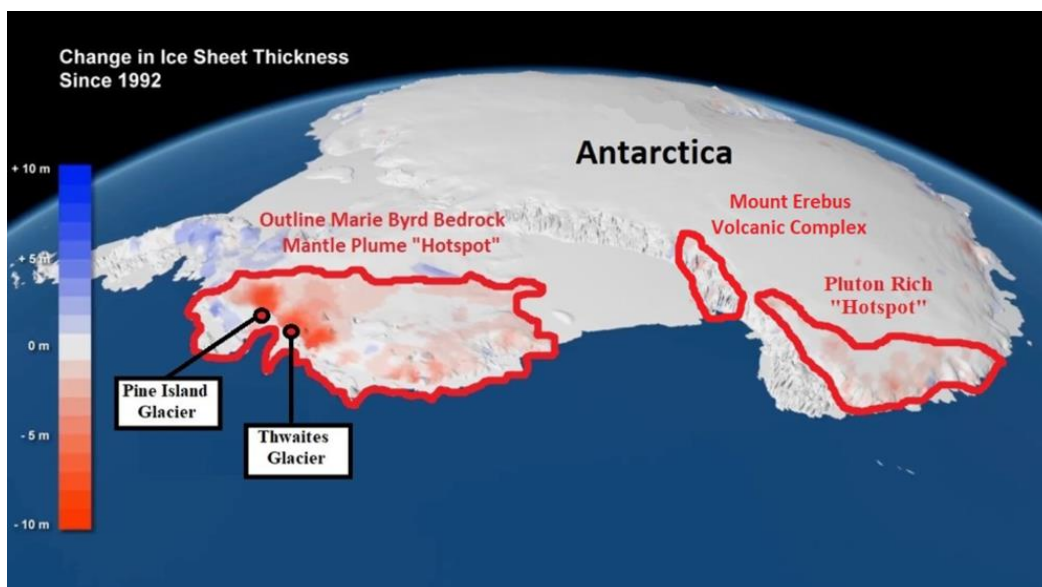 Change in Ice Sheet Thickness
Since 1992
+ 10 m
+ 5 m
0 m
- 5 m
- 10 m
Antarctica
Outline Marie Byrd Bedrock
Mantle Plume "Hotspot"
Mount Erebus
Volcanic Complex
Pluton Rich
"Hotspot"
Pine Island
Glacier
Thwaites
Glacier